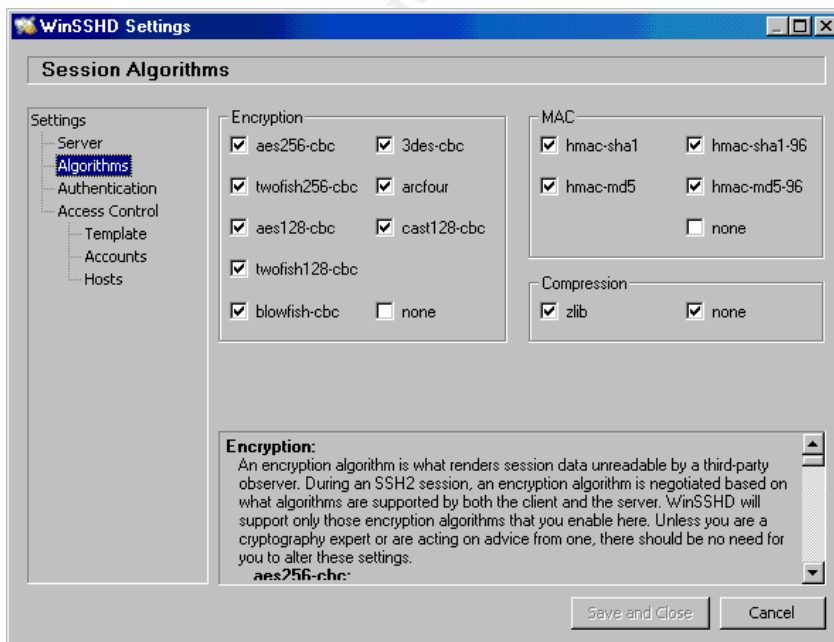 WinSSHD Settings
Session Algorithms
Settings
Server
Algorithms
Authentication
Access Control
Template
Accounts
Hosts
Encryption
aes256-cbc
3des-cbc
twofish256-cbc
arcfour
aes128-cbc
cast128-cbc
twofish128-cbc
blowfish-cbc
none
MAC
hmac-sha1
hmac-sha1-96
hmac-md5
hmac-md5-96
none
Compression
zlib
none
Encryption:
An encryption algorithm is what renders session data unreadable by a third-party
observer. During an SSH2 session, an encryption algorithm is negotiated based on
what algorithms are supported by both the client and the server. WinSSHD will
support only those encryption algorithms that you enable here. Unless you are a
cryptography expert or are acting on advice from one, there should be no need for
you to alter these settings.
aes256-cbc:
Save and Close
Cancel